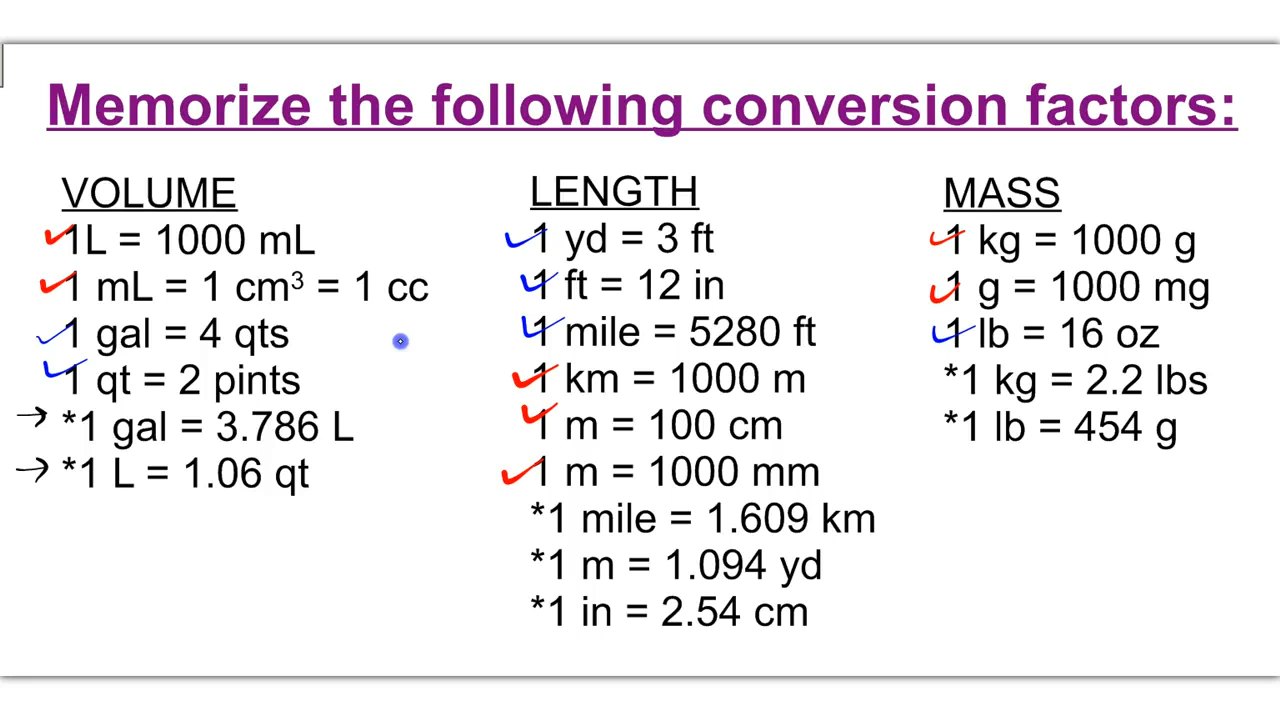 Memorize the following conversion factors:
VOLUME
1L = 1000 mL
1 mL = 1 cm³ = 1 cc
1 gal = 4 qts
1 qt = 2 pints
*1 gal = 3.786 L
*1 L = 1.06 qt
LENGTH
1 yd = 3 ft
1 ft = 12 in
1 mile = 5280 ft
1 km = 1000 m
1 m = 100 cm
1 m = 1000 mm
*1 mile = 1.609 km
*1 m = 1.094 yd
*1 in = 2.54 cm
MASS
1 kg = 1000 g
1 g = 1000 mg
1 lb = 16 oz
*1 kg = 2.2 lbs
*1 lb = 454 g